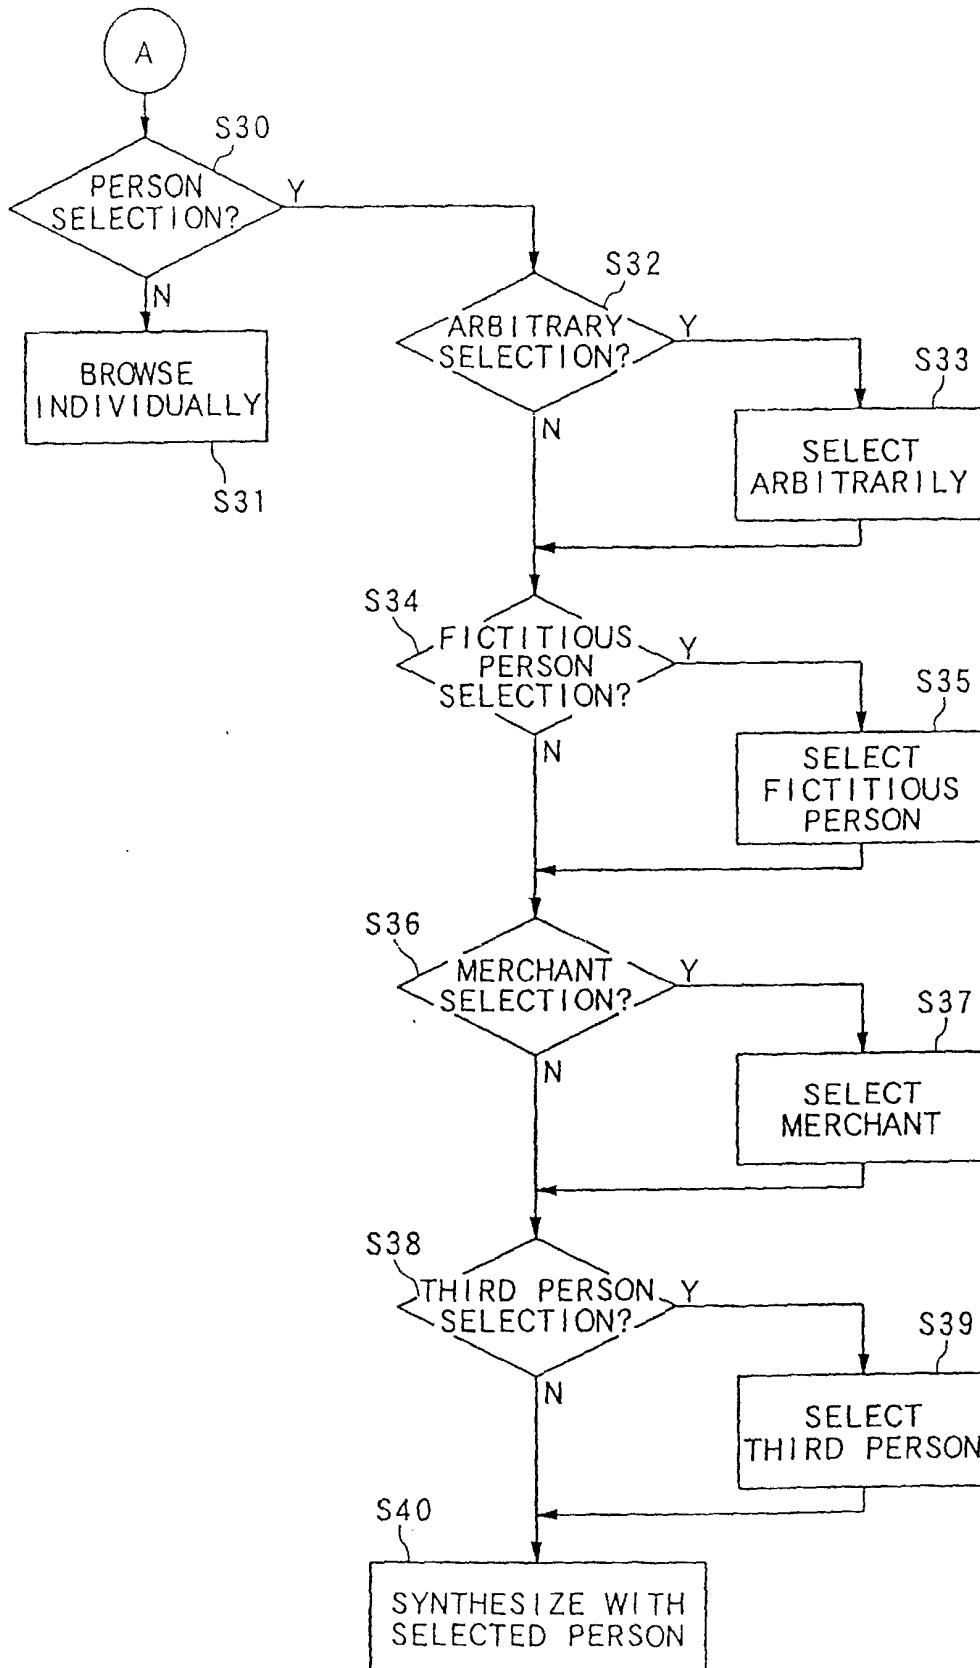 A
S30
PERSON
SELECTION?
Y
N
BROWSE
INDIVIDUALLY
S31
S32
ARBITRARY
SELECTION?
Y
N
S33
SELECT
ARBITRARILY
S34
FICTITIOUS
PERSON
SELECTION?
Y
N
S35
SELECT
FICTITIOUS
PERSON
S36
MERCHANT
SELECTION?
Y
N
S37
SELECT
MERCHANT
S38
THIRD PERSON
SELECTION?
Y
N
S39
SELECT
THIRD PERSON
S40
SYNTHESIZE WITH
SELECTED PERSON